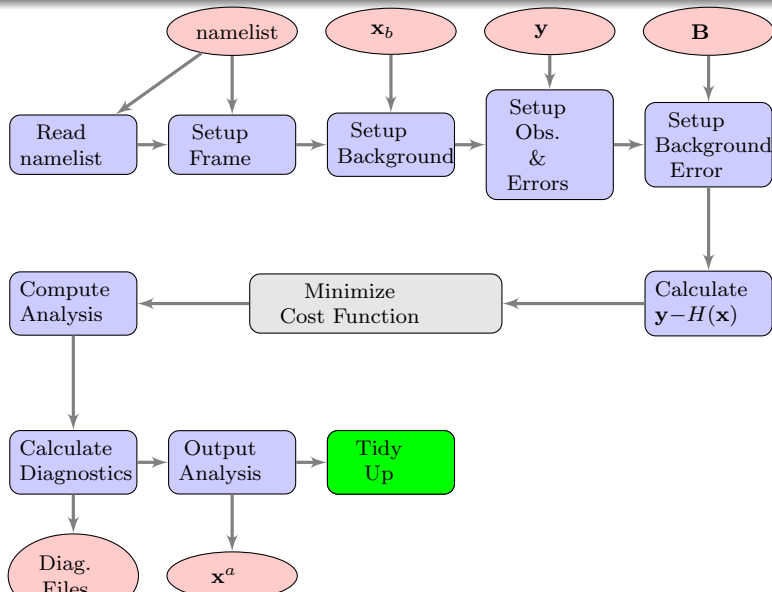 namelist
x_b
y
B
Read
namelist
Setup
Frame
Setup
Background
Setup
Obs.
&
Errors
Setup
Background
Error
Compute
Analysis
Minimize
Cost Function
Calculate
y−H(x)
Calculate
Diagnostics
Output
Analysis
Tidy
Up
Diag.
Files
x^a